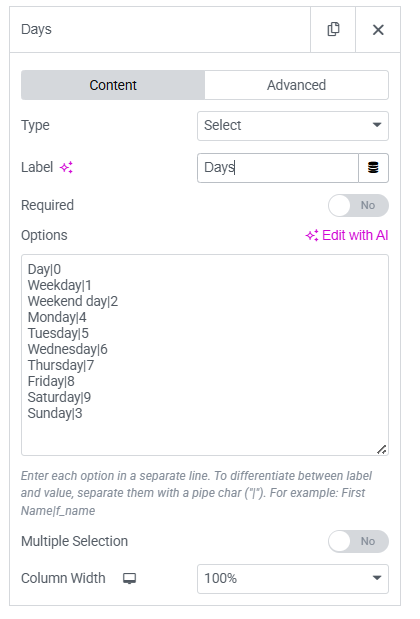 Days
Content
Advanced
Type
Select
Label
Days
Required
No
Options
Edit with AI
Day|0
Weekday|1
Weekend day|2
Monday|4
Tuesday|5
Wednesday|6
Thursday|7
Friday|8
Saturday|9
Sunday|3
Enter each option in a separate line. To differentiate between label
and value, separate them with a pipe char ("|"). For example: First
Name|f_name
Multiple Selection
No
Column Width
100%